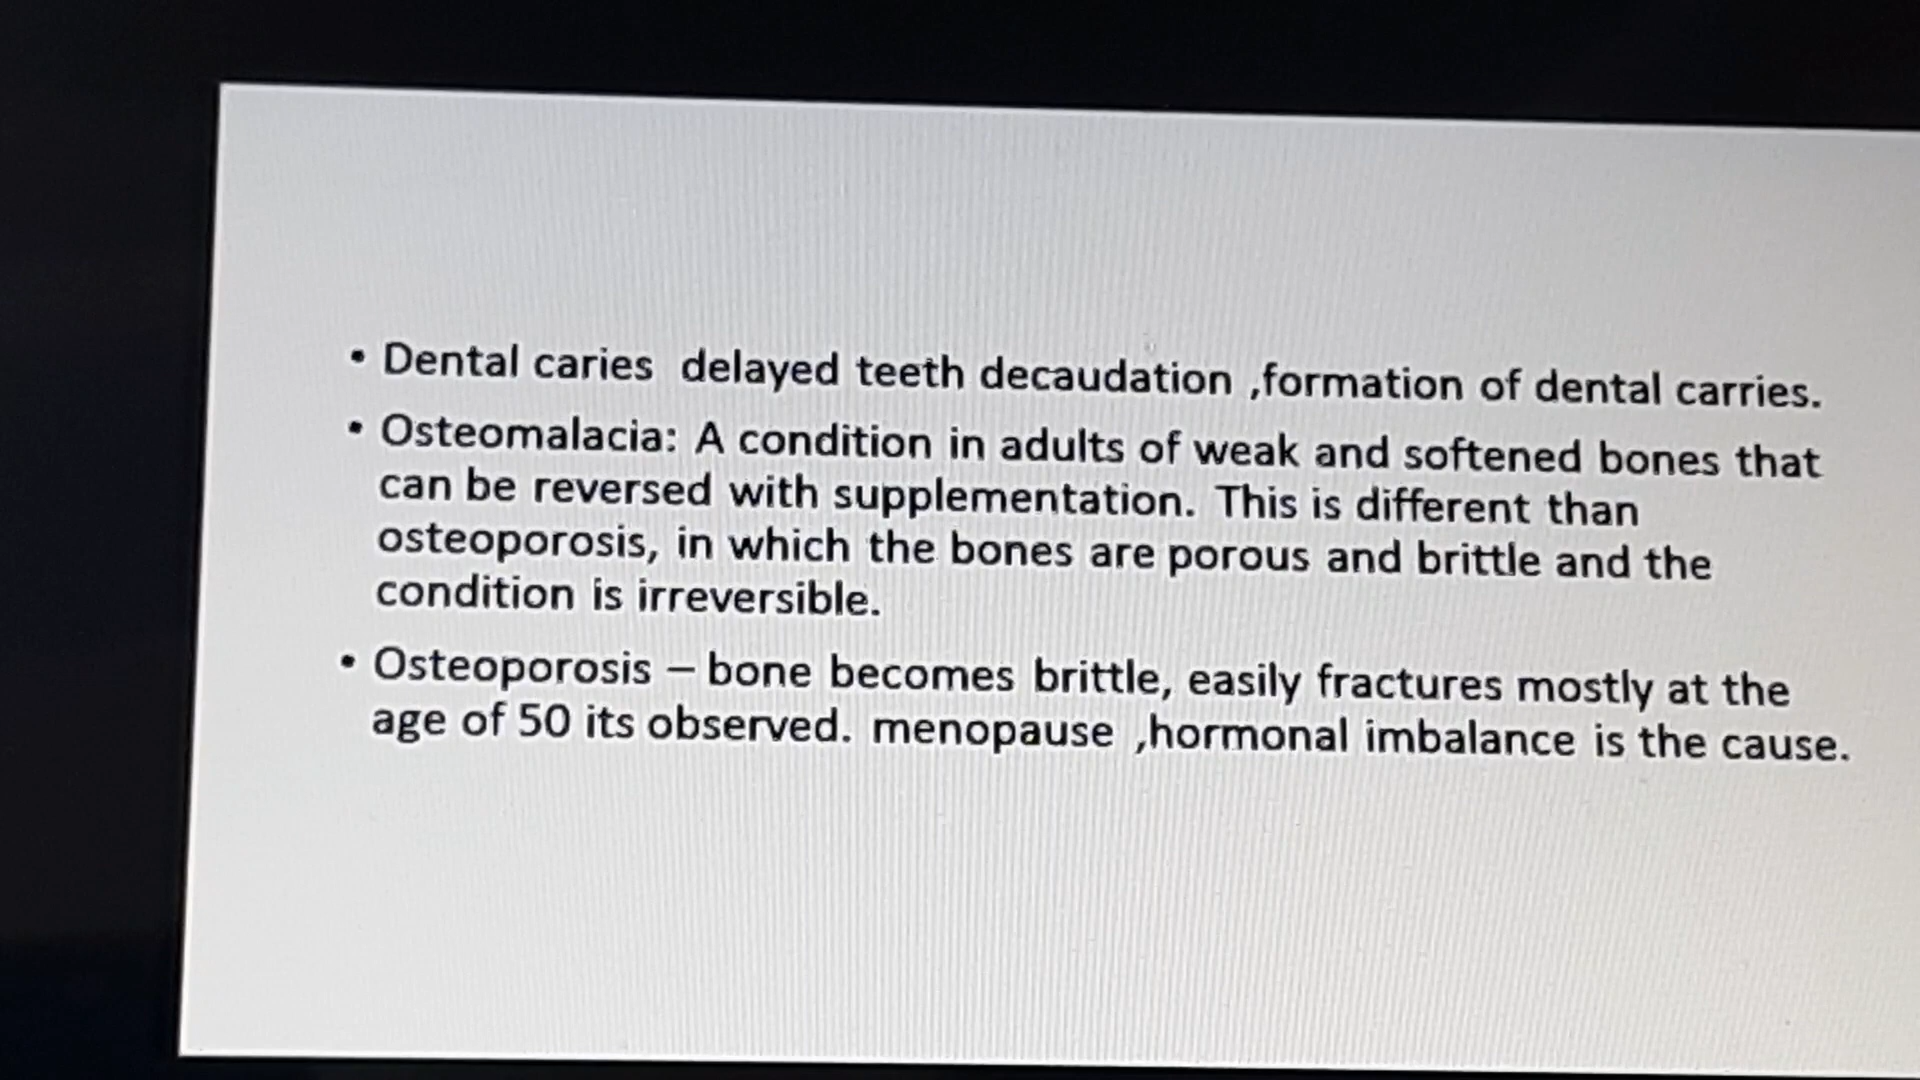 • Dental caries  delayed teeth decaudation ,formation of dental carries.
• Osteomalacia: A condition in adults of weak and softened bones that
can be reversed with supplementation. This is different than
osteoporosis, in which the bones are porous and brittle and the
condition is irreversible.
• Osteoporosis – bone becomes brittle, easily fractures mostly at the
age of 50 its observed. menopause ,hormonal imbalance is the cause.